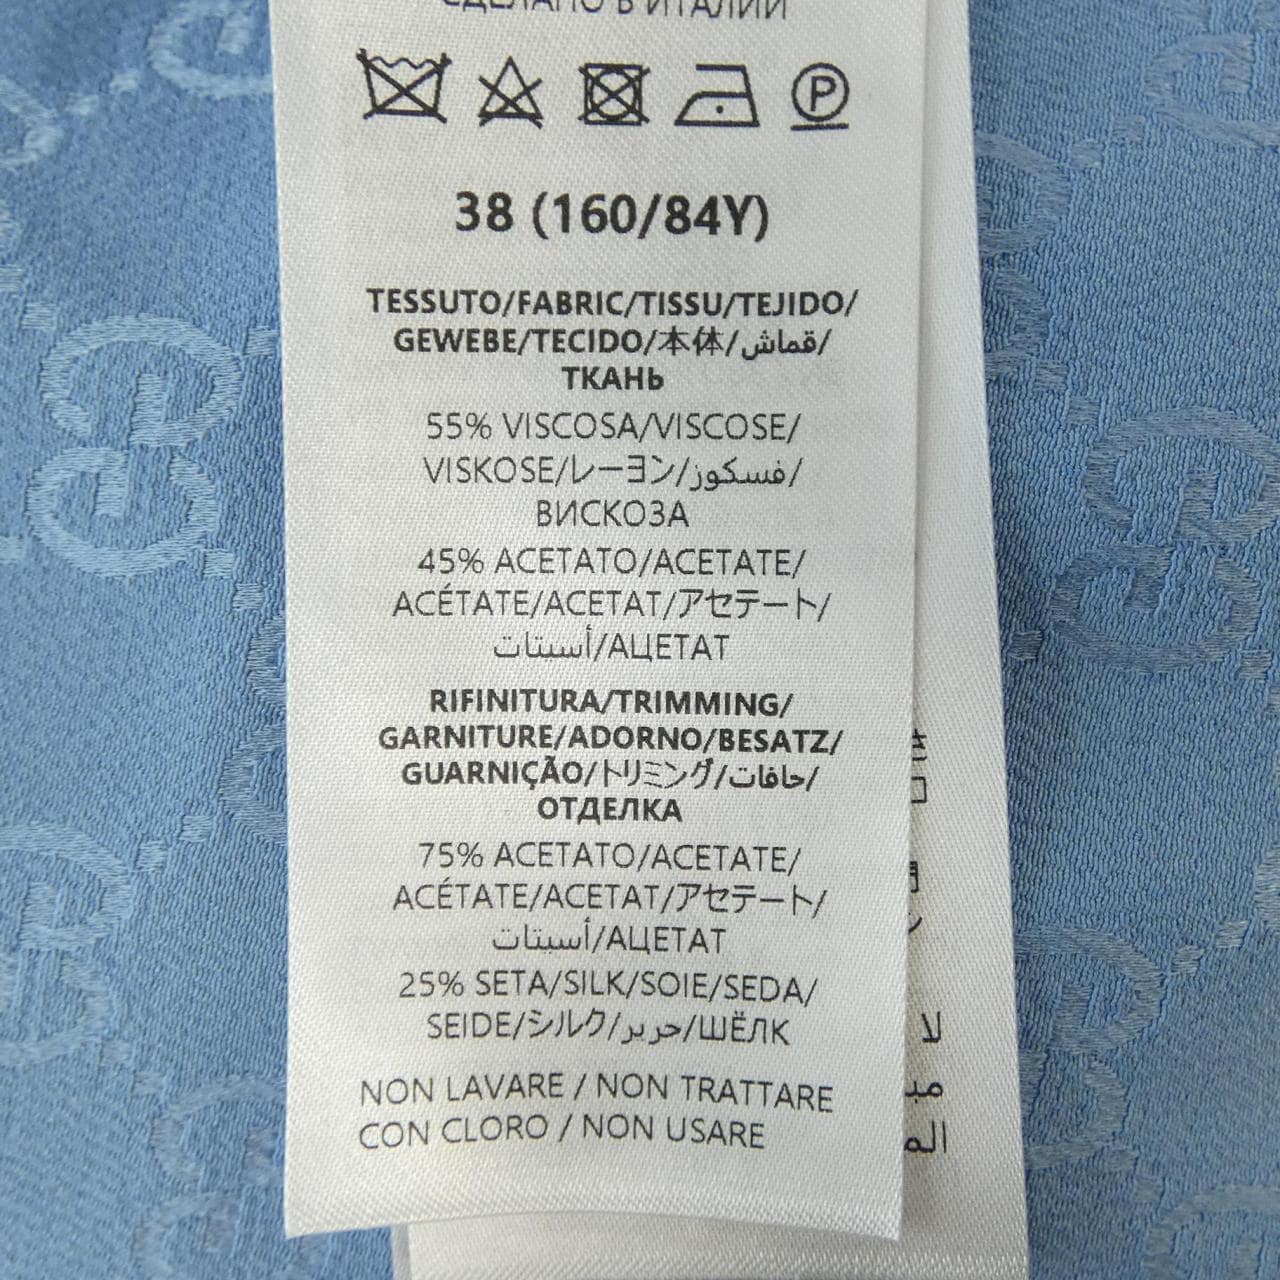 СДЕЛАНО В ИТАЛИИ
P
38 (160/84Y)
TESSUTO/FABRIC/TISSU/TEJIDO/
GEWEBE/TECIDO/本体/قماش/
ТКАНЬ
55% VISCOSA/VISCOSE/
VISKOSE/レーヨン/فسكوز/
ВИСКОЗА
45% ACETATO/ACETATE/
ACÉTATE/ACETAT/アセテート/
أسيتات/АЦЕТАТ
RIFINITURA/TRIMMING/
GARNITURE/ADORNO/BESATZ/
GUARNIÇÃO/トリミング/حافات/
ОТДЕЛКА
75% ACETATO/ACETATE/
ACÉTATE/ACETAT/アセテート/
أسيتات/АЦЕТАТ
25% SETA/SILK/SOIE/SEDA/
SEIDE/シルク/حرير/ШЁЛК
NON LAVARE / NON TRATTARE
CON CLORO / NON USARE
لا